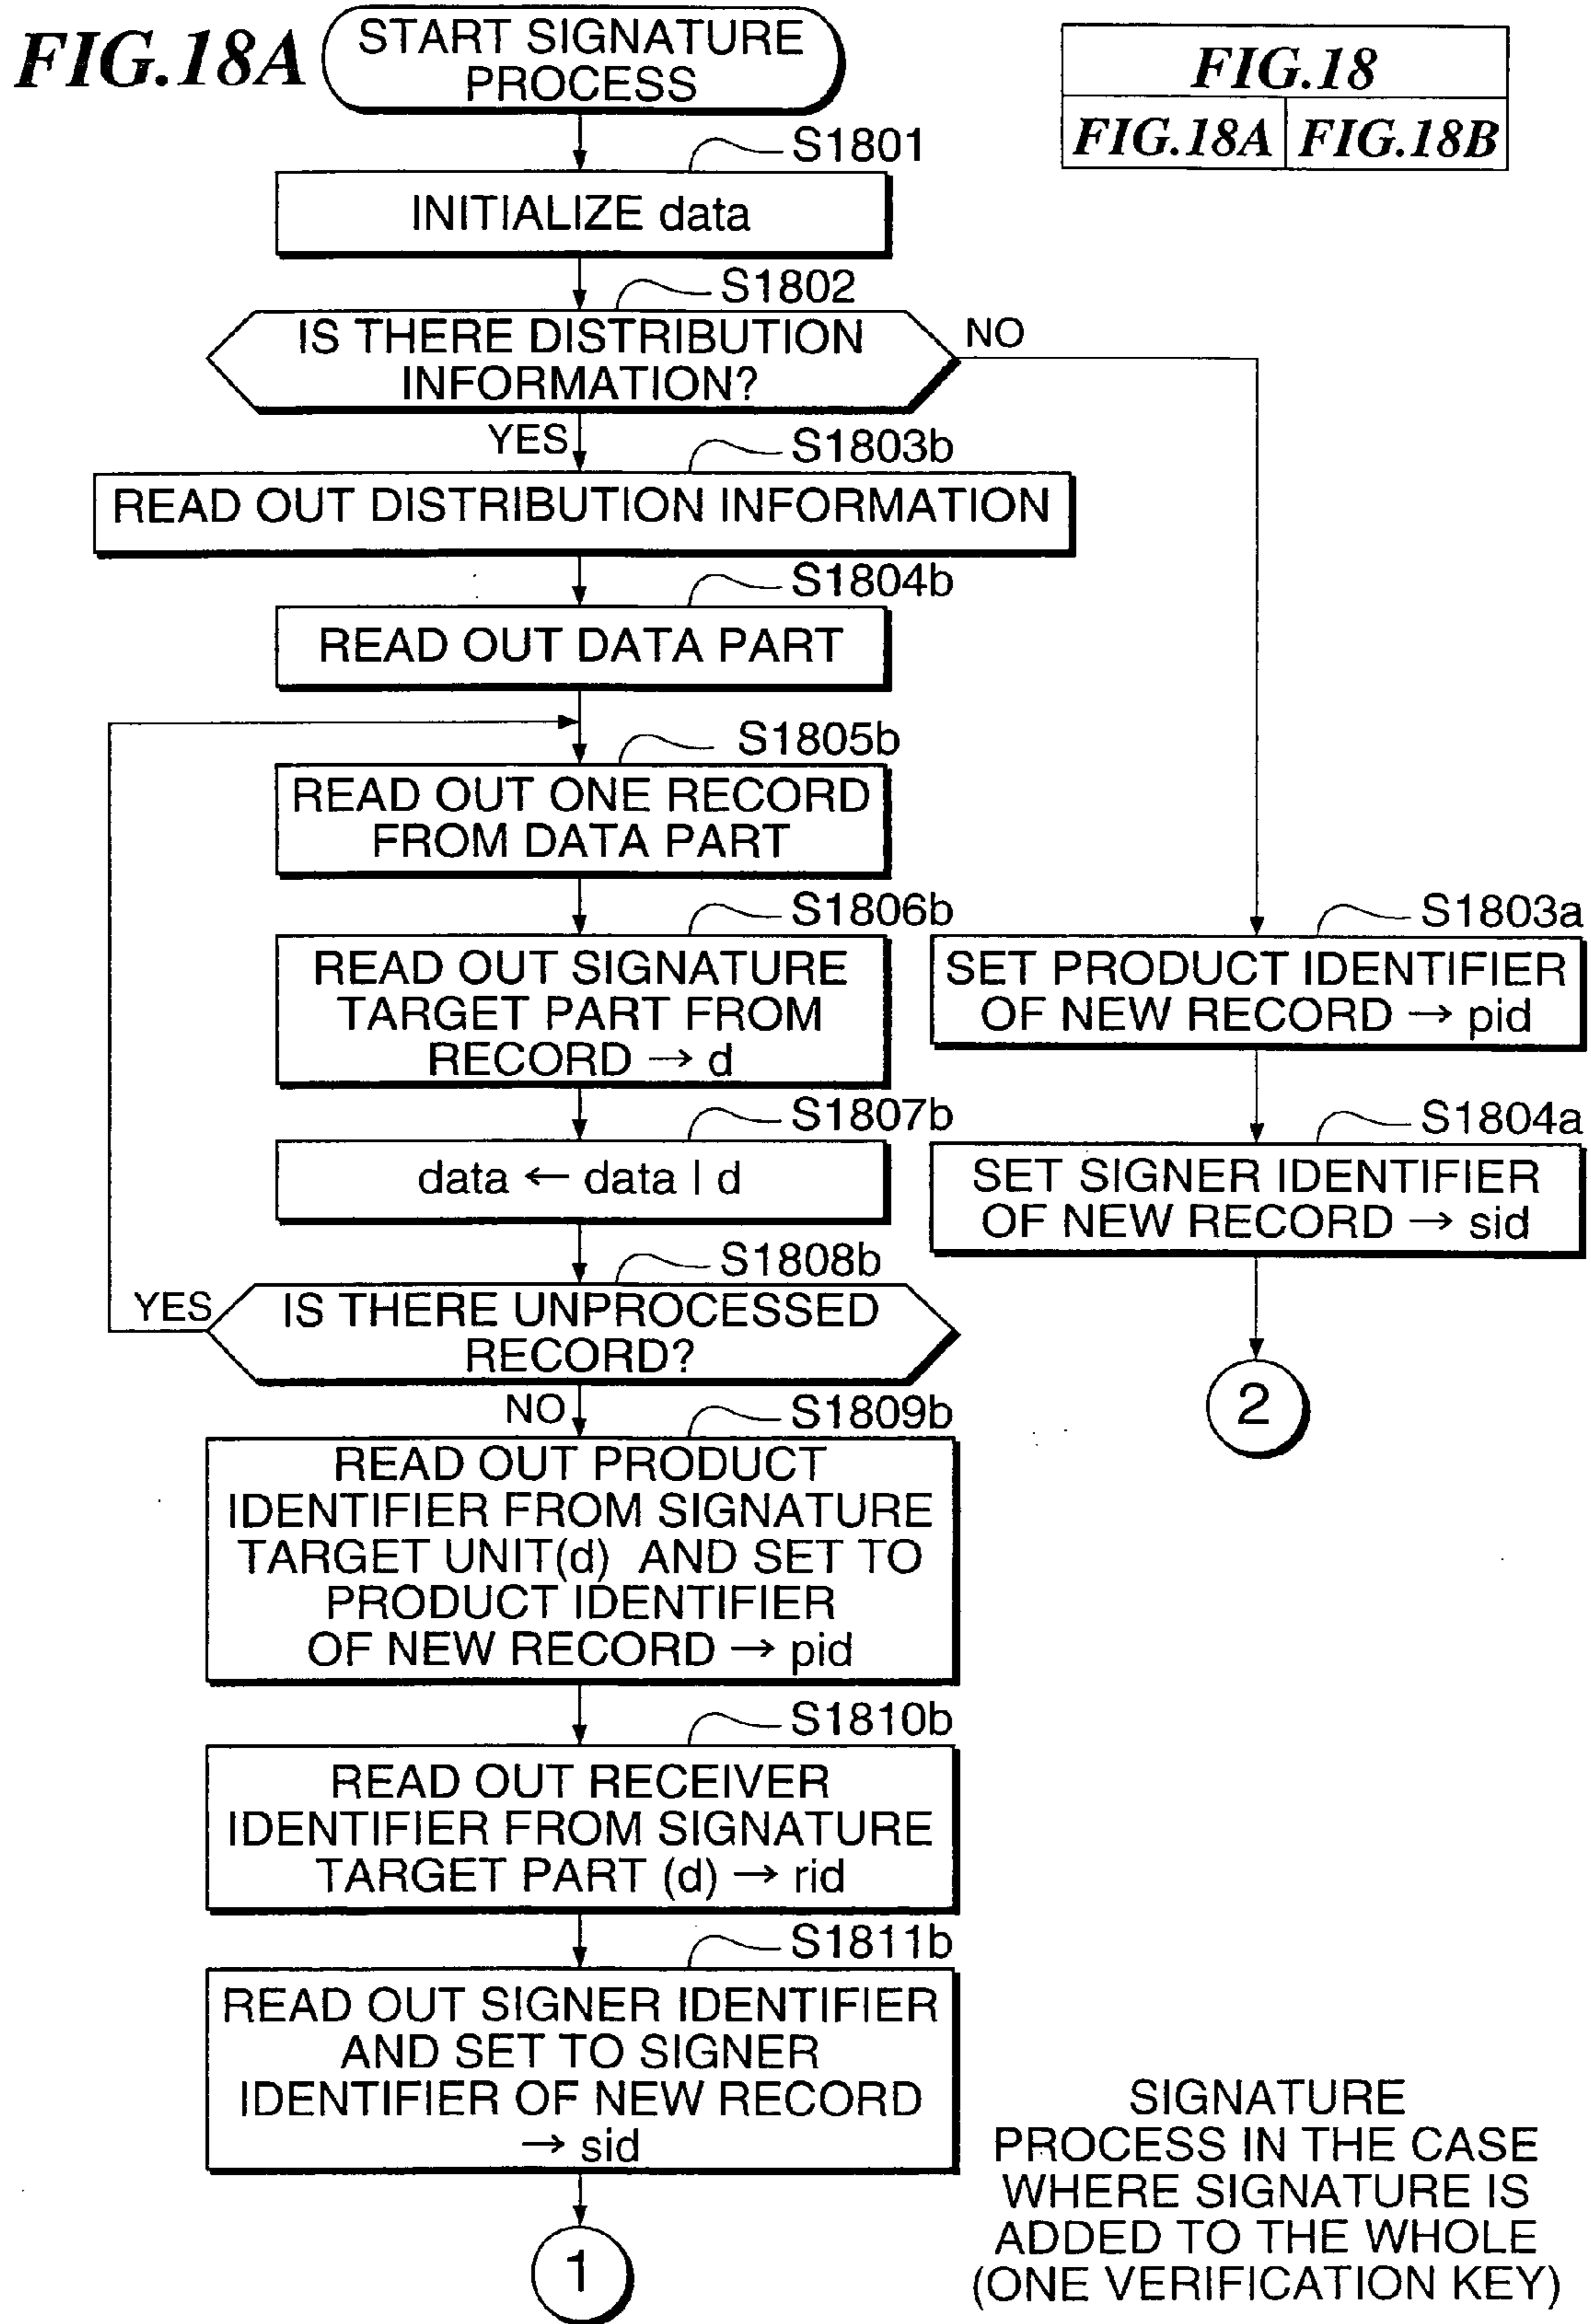 FIG.18A
START SIGNATURE
PROCESS
FIG.18
FIG.18A
FIG.18B
S1801
INITIALIZE data
S1802
IS THERE DISTRIBUTION
INFORMATION?
NO
YES
S1803b
READ OUT DISTRIBUTION INFORMATION
S1804b
READ OUT DATA PART
S1805b
READ OUT ONE RECORD
FROM DATA PART
S1806b
READ OUT SIGNATURE
TARGET PART FROM
RECORD → d
S1807b
data ← data | d
S1808b
YES
IS THERE UNPROCESSED
RECORD?
NO
S1809b
READ OUT PRODUCT
IDENTIFIER FROM SIGNATURE
TARGET UNIT(d) AND SET TO
PRODUCT IDENTIFIER
OF NEW RECORD → pid
S1810b
READ OUT RECEIVER
IDENTIFIER FROM SIGNATURE
TARGET PART (d) → rid
S1811b
READ OUT SIGNER IDENTIFIER
AND SET TO SIGNER
IDENTIFIER OF NEW RECORD
→ sid
1
S1803a
SET PRODUCT IDENTIFIER
OF NEW RECORD → pid
S1804a
SET SIGNER IDENTIFIER
OF NEW RECORD → sid
2
SIGNATURE
PROCESS IN THE CASE
WHERE SIGNATURE IS
ADDED TO THE WHOLE
(ONE VERIFICATION KEY)